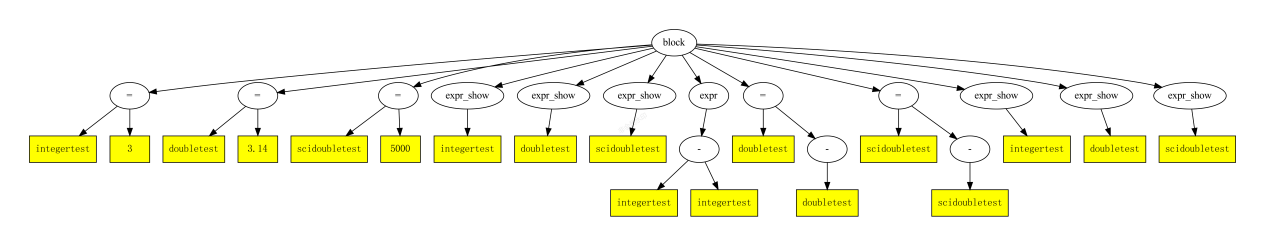 block
= = = expr_show expr_show expr_show expr = = expr_show expr_show expr_show
integertest 3 doubletest 3.14 scidoubletest 5000 integertest doubletest scidoubletest - doubletest - scidoubletest - integertest doubletest scidoubletest
integertest integertest doubletest scidoubletest